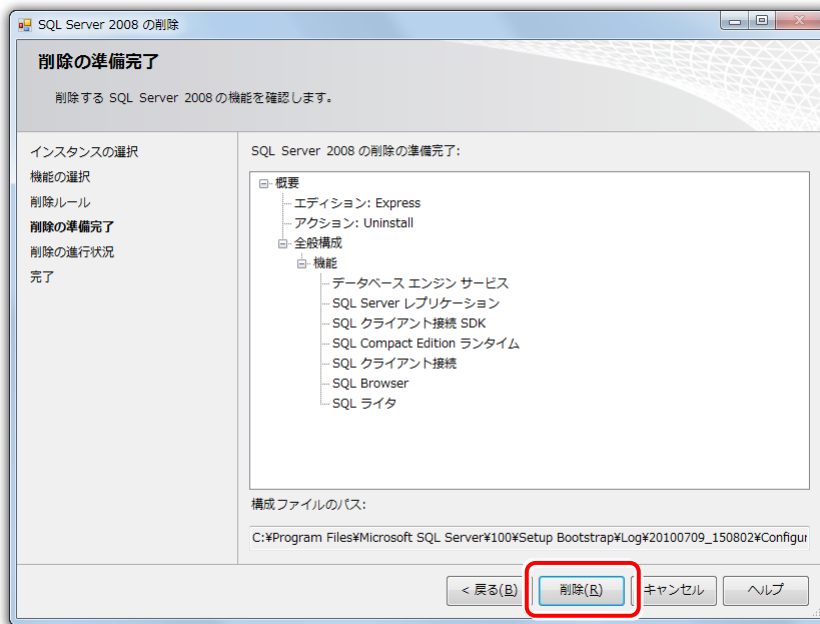 SQL Server 2008 の削除
削除の準備完了
削除する SQL Server 2008 の機能を確認します。
インスタンスの選択
機能の選択
削除ルール
削除の準備完了
削除の進行状況
完了
SQL Server 2008 の削除の準備完了:
概要
エディション: Express
アクション: Uninstall
全般構成
機能
データベース エンジン サービス
SQL Server レプリケーション
SQL クライアント接続 SDK
SQL Compact Edition ランタイム
SQL クライアント接続
SQL Browser
SQL ライタ
構成ファイルのパス:
C:¥Program Files¥Microsoft SQL Server¥100¥Setup Bootstrap¥Log¥20100709_150802¥Configur
< 戻る(B)
削除(R)
キャンセル
ヘルプ